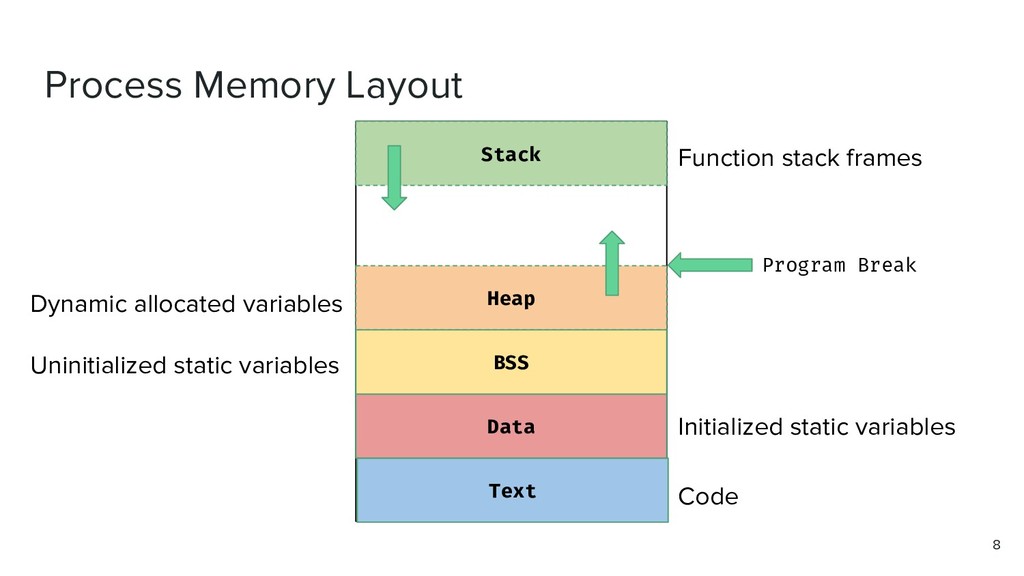 Process Memory Layout
Stack
Function stack frames
Program Break
Dynamic allocated variables
Heap
Uninitialized static variables
BSS
Data
Initialized static variables
Text
Code
8